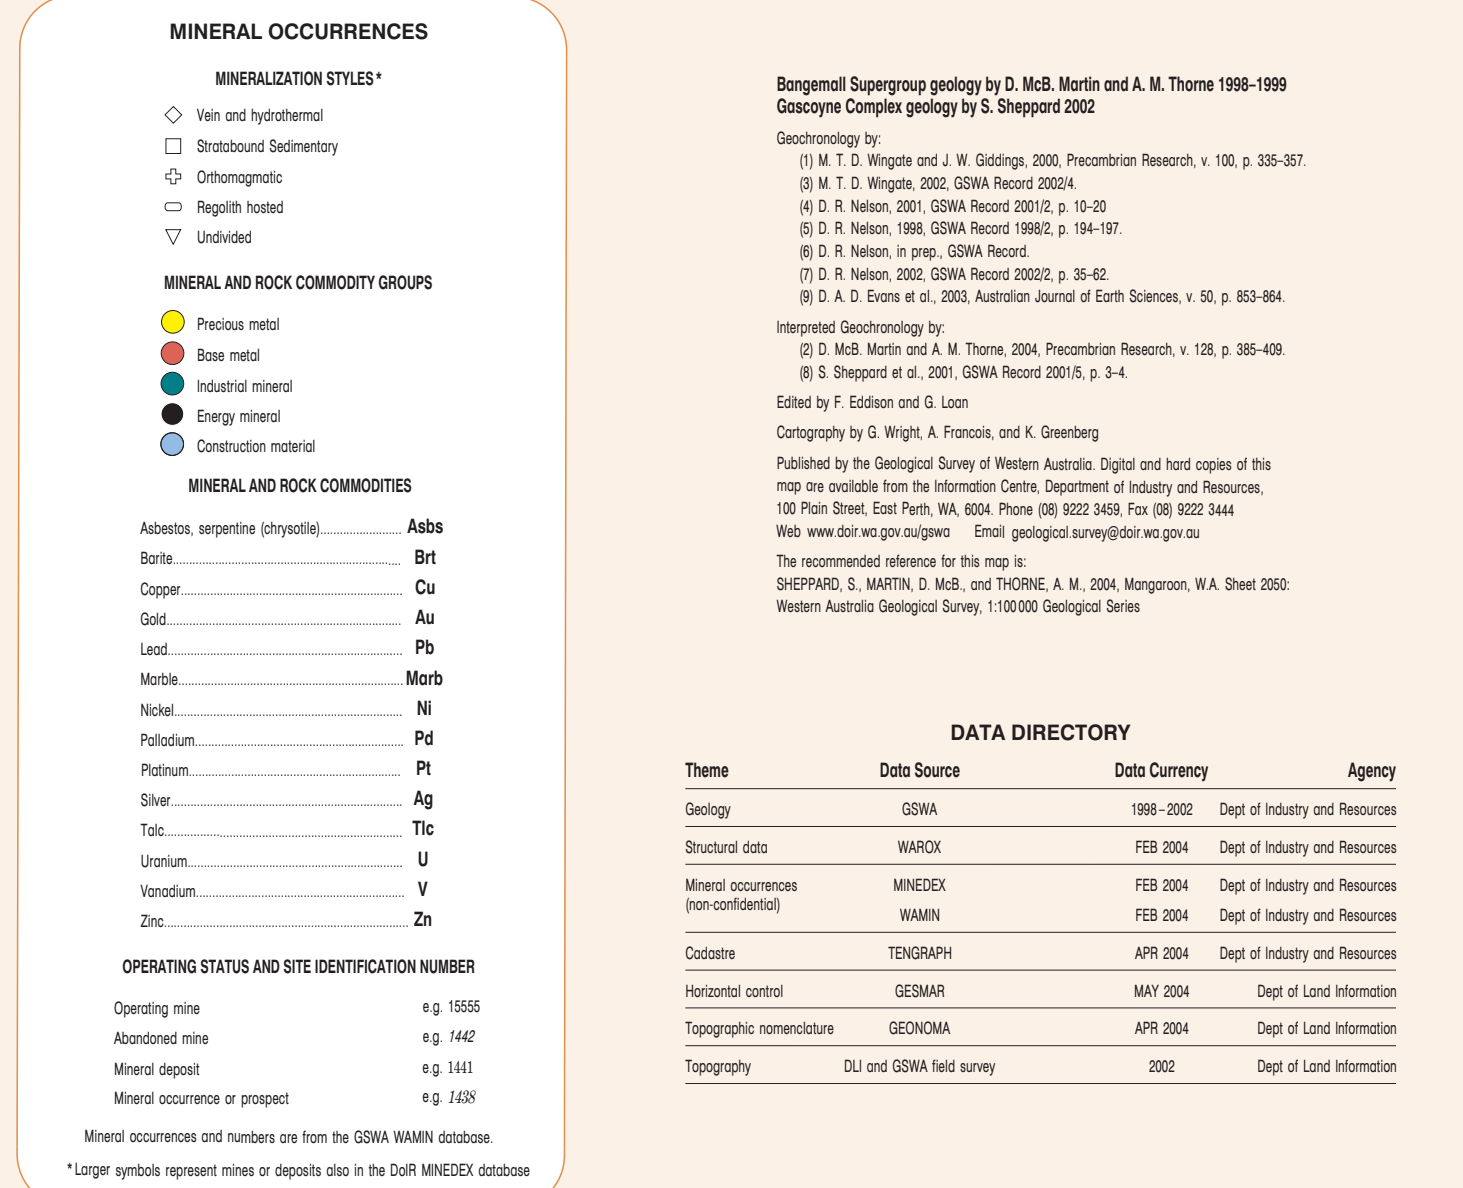 MINERAL OCCURRENCES
MINERALIZATION STYLES *
Vein and hydrothermal
Stratabound Sedimentary
Orthomagmatic
Regolith hosted
Undivided
MINERAL AND ROCK COMMODITY GROUPS
Precious metal
Base metal
Industrial mineral
Energy mineral
Construction material
MINERAL AND ROCK COMMODITIES
Asbestos, serpentine (chrysotile)......................... Asbs
Barite.................................................................... Brt
Copper................................................................... Cu
Gold....................................................................... Au
Lead....................................................................... Pb
Marble.................................................................... Marb
Nickel..................................................................... Ni
Palladium............................................................... Pd
Platinum................................................................ Pt
Silver...................................................................... Ag
Talc........................................................................ Tlc
Uranium................................................................. U
Vanadium............................................................... V
Zinc......................................................................... Zn
OPERATING STATUS AND SITE IDENTIFICATION NUMBER
Operating mine e.g. 15555
Abandoned mine e.g. 1442
Mineral deposit e.g. 1441
Mineral occurrence or prospect e.g. 1438
Mineral occurrences and numbers are from the GSWA WAMIN database.
* Larger symbols represent mines or deposits also in the DoIR MINEDEX database
Bangemall Supergroup geology by D. McB. Martin and A. M. Thorne 1998–1999
Gascoyne Complex geology by S. Sheppard 2002
Geochronology by:
(1) M. T. D. Wingate and J. W. Giddings, 2000, Precambrian Research, v. 100, p. 335–357.
(3) M. T. D. Wingate, 2002, GSWA Record 2002/4.
(4) D. R. Nelson, 2001, GSWA Record 2001/2, p. 10–20
(5) D. R. Nelson, 1998, GSWA Record 1998/2, p. 194–197.
(6) D. R. Nelson, in prep., GSWA Record.
(7) D. R. Nelson, 2002, GSWA Record 2002/2, p. 35–62.
(9) D. A. D. Evans et al., 2003, Australian Journal of Earth Sciences, v. 50, p. 853–864.
Interpreted Geochronology by:
(2) D. McB. Martin and A. M. Thorne, 2004, Precambrian Research, v. 128, p. 385–409.
(8) S. Sheppard et al., 2001, GSWA Record 2001/5, p. 3–4.
Edited by F. Eddison and G. Loan
Cartography by G. Wright, A. Francois, and K. Greenberg
Published by the Geological Survey of Western Australia. Digital and hard copies of this
map are available from the Information Centre, Department of Industry and Resources,
100 Plain Street, East Perth, WA, 6004. Phone (08) 9222 3459, Fax (08) 9222 3444
Web www.doir.wa.gov.au/gswa Email geological.survey@doir.wa.gov.au
The recommended reference for this map is:
SHEPPARD, S., MARTIN, D. McB., and THORNE, A. M., 2004, Mangaroon, W.A. Sheet 2050:
Western Australia Geological Survey, 1:100 000 Geological Series
DATA DIRECTORY
Theme Data Source Data Currency Agency
Geology GSWA 1998–2002 Dept of Industry and Resources
Structural data WAROX FEB 2004 Dept of Industry and Resources
Mineral occurrences MINEDEX FEB 2004 Dept of Industry and Resources
(non-confidential)
WAMIN FEB 2004 Dept of Industry and Resources
Cadastre TENGRAPH APR 2004 Dept of Industry and Resources
Horizontal control GESMAR MAY 2004 Dept of Land Information
Topographic nomenclature GEONOMA APR 2004 Dept of Land Information
Topography DLI and GSWA field survey 2002 Dept of Land Information